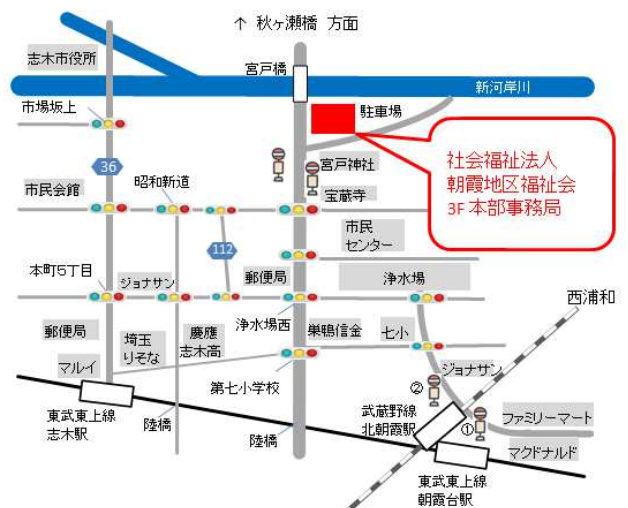 ↑ 秋ヶ瀬橋 方面
志木市役所
宮戸橋
新河岸川
市場坂上
駐車場
社会福祉法人
朝霞地区福祉会
3F 本部事務局
36
昭和新道
宮戸神社
市民会館
宝蔵寺
市民
センター
112
本町5丁目
ジョナサン
郵便局
浄水場
西浦和
郵便局
埼玉
りそな
慶應
志木高
浄水場西
巣鴨信金
七小
マルイ
第七小学校
ジョナサン
②
東武東上線
志木駅
陸橋
陸橋
武蔵野線
北朝霞駅
①
ファミリーマート
マクドナルド
東武東上線
朝霞台駅